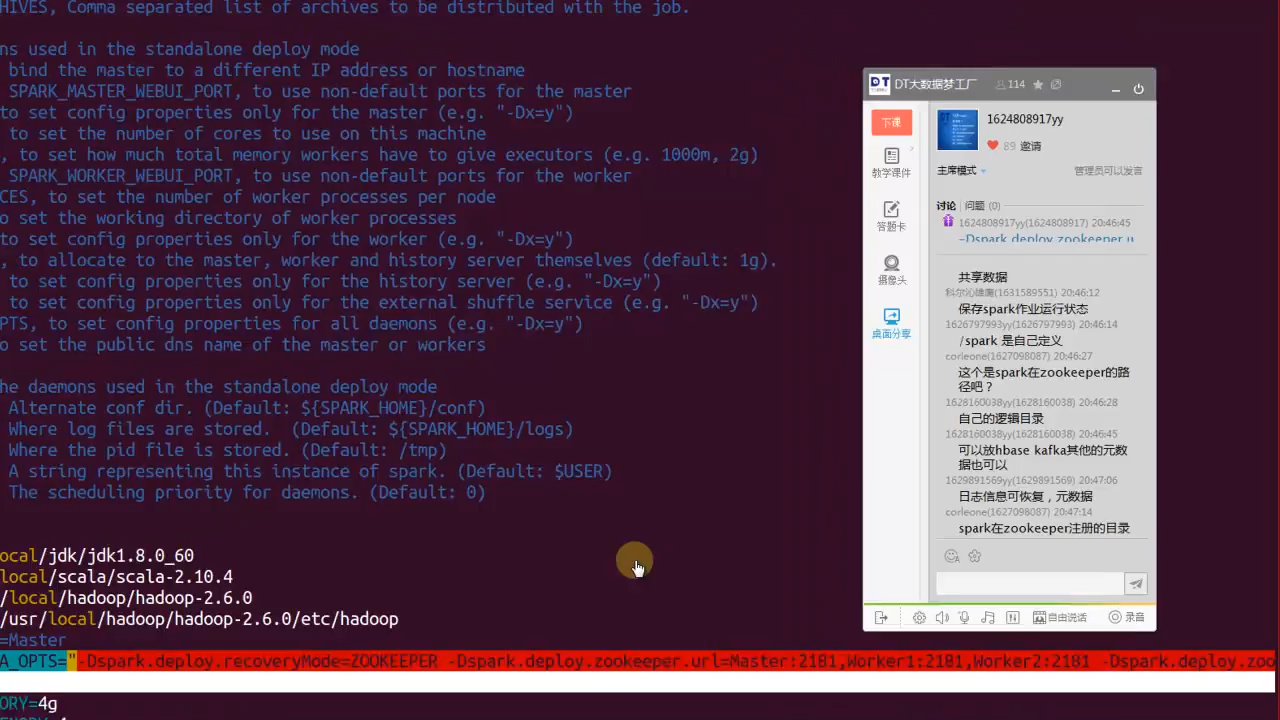 HIVES, Comma separated list of archives to be distributed with the job.
ns used in the standalone deploy mode
bind the master to a different IP address or hostname
SPARK_MASTER_WEBUI_PORT, to use non-default ports for the master
to set config properties only for the master (e.g. "-Dx=y")
to set the number of cores to use on this machine
, to set how much total memory workers have to give executors (e.g. 1000m, 2g)
SPARK_WORKER_WEBUI_PORT, to use non-default ports for the worker
CES, to set the number of worker processes per node
o set the working directory of worker processes
to set config properties only for the worker (e.g. "-Dx=y")
, to allocate to the master, worker and history server themselves (default: 1g).
to set config properties only for the history server (e.g. "-Dx=y")
to set config properties only for the external shuffle service (e.g. "-Dx=y")
PTS, to set config properties for all daemons (e.g. "-Dx=y")
o set the public dns name of the master or workers
he daemons used in the standalone deploy mode
Alternate conf dir. (Default: ${SPARK_HOME}/conf)
Where log files are stored.  (Default: ${SPARK_HOME}/logs)
Where the pid file is stored. (Default: /tmp)
A string representing this instance of spark. (Default: $USER)
The scheduling priority for daemons. (Default: 0)
ocal/jdk/jdk1.8.0_60
local/scala/scala-2.10.4
/local/hadoop/hadoop-2.6.0
/usr/local/hadoop/hadoop-2.6.0/etc/hadoop
=Master
A_OPTS="-Dspark.deploy.recoveryMode=ZOOKEEPER -Dspark.deploy.zookeeper.url=Master:2181,Worker1:2181,Worker2:2181 -Dspark.deploy.zoo
ORY=4g
DT大数据梦工厂 114
下课
教学课件
答题卡
摄像头
桌面分享
1624808917yy
89 邀请
主席模式 管理员可以发言
讨论 问题 (0)
1624808917yy(1624808917) 20:46:45
-Dspark.deploy.zookeeper.u
共享数据
科尔沁雄鹰(1631589551) 20:46:12
保存spark作业运行状态
1626797993yy(1626797993) 20:46:14
/spark 是自己定义
corleone(1627098087) 20:46:27
这个是spark在zookeeper的路
径吧？
1628160038yy(1628160038) 20:46:28
自己的逻辑目录
1628160038yy(1628160038) 20:46:45
可以放hbase kafka其他的元数
据也可以
1629891569yy(1629891569) 20:47:06
日志信息可恢复，元数据
corleone(1627098087) 20:47:14
spark在zookeeper注册的目录
自由说话 录音